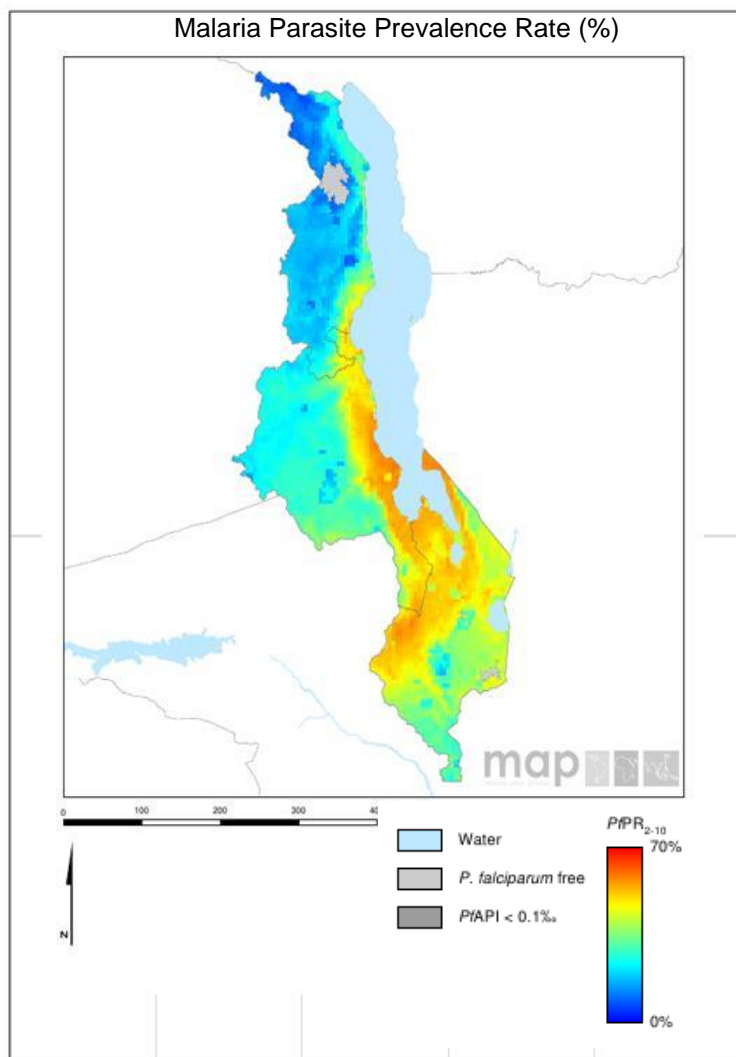 Malaria Parasite Prevalence Rate (%)
map
0 100 200 300 40
N
Water
P. falciparum free
PfAPI < 0.1‰
PfPR2-10
70%
0%